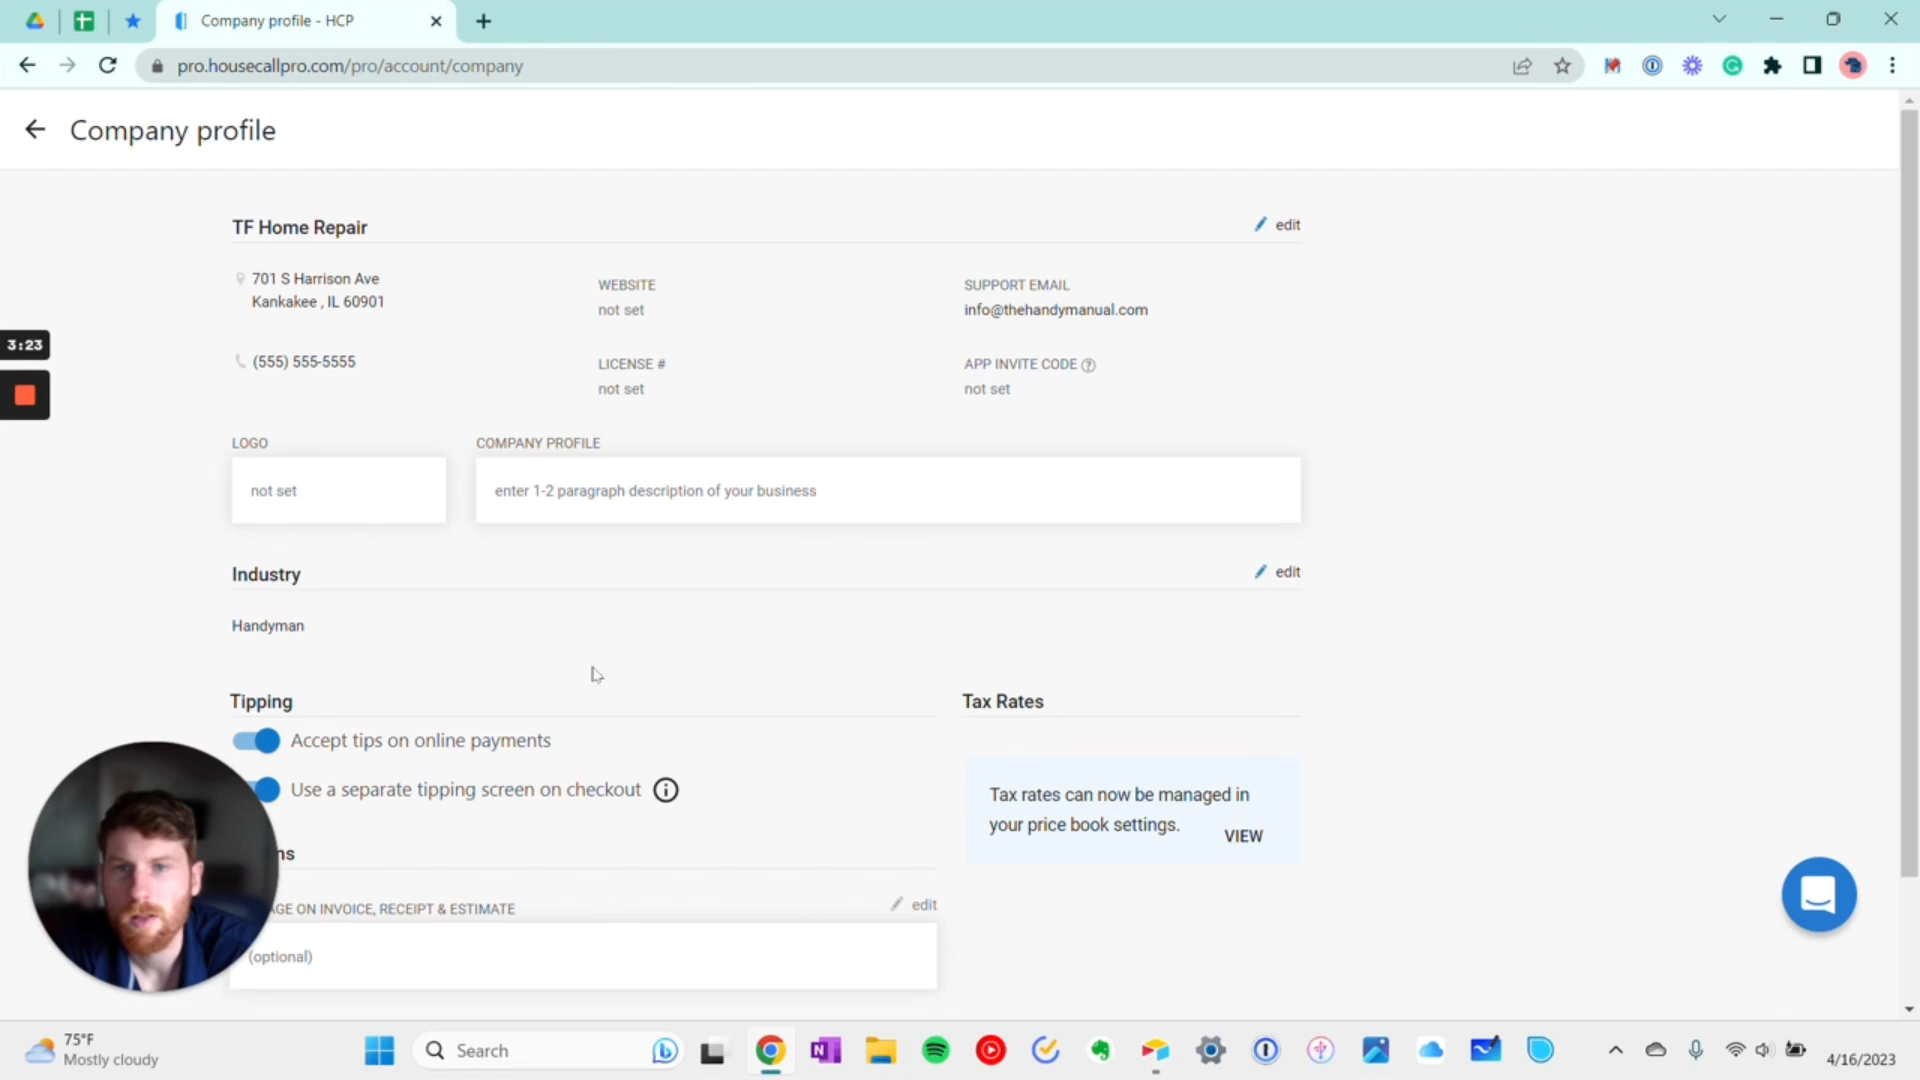 Company profile - HCP
pro.housecallpro.com/pro/account/company
Company profile
TF Home Repair
edit
701 S Harrison Ave
Kankakee , IL 60901
WEBSITE
not set
SUPPORT EMAIL
info@thehandymanual.com
3:23
(555) 555-5555
LICENSE #
not set
APP INVITE CODE
not set
LOGO
COMPANY PROFILE
not set
enter 1-2 paragraph description of your business
Industry
edit
Handyman
Tipping
Tax Rates
Accept tips on online payments
Use a separate tipping screen on checkout
Tax rates can now be managed in
your price book settings.
VIEW
ns
AGE ON INVOICE, RECEIPT & ESTIMATE
edit
(optional)
75°F
Mostly cloudy
Search
4/16/2023